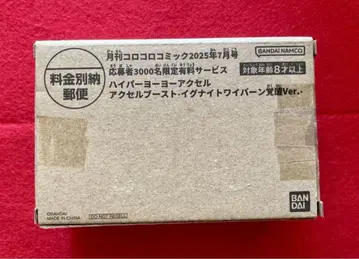 月刊コロコロコミック2025年7月号
応募者3000名限定有料サービス
ハイパーヨーヨーアクセル
アクセルブースト-イグナイトワイバーン覚醒Ver.-
料金別納
郵便
BANDAI NAMCO
対象年齢8才以上
©BANDAI
MADE IN CHINA
DO NOT RESELL
BAN
DAI